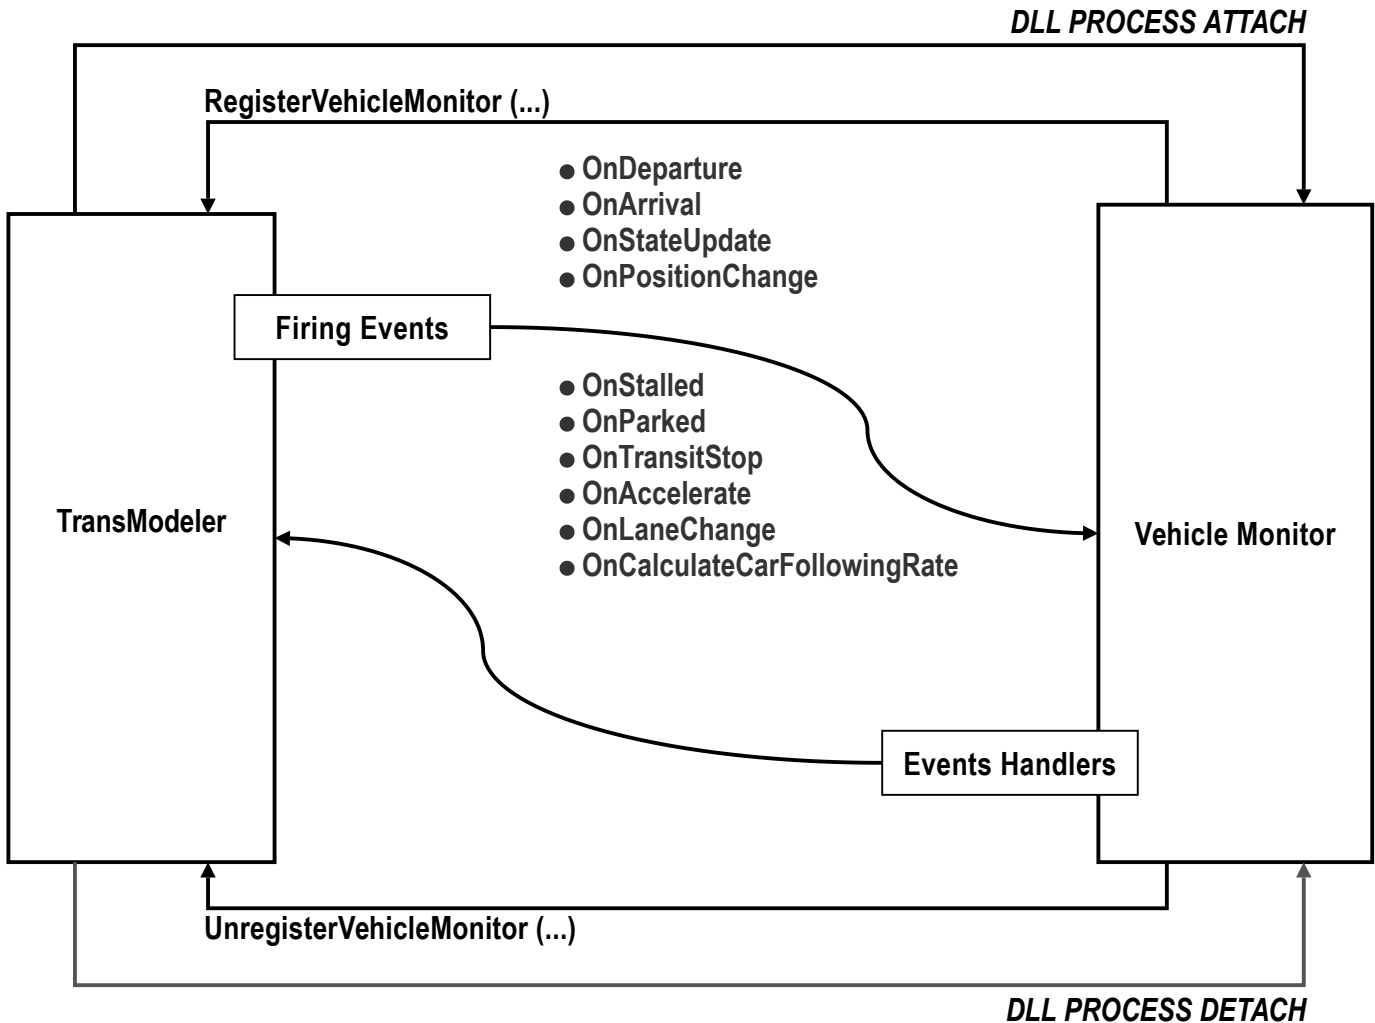 DLL PROCESS ATTACH
RegisterVehicleMonitor (...)
● OnDeparture
● OnArrival
● OnStateUpdate
● OnPositionChange
Firing Events
● OnStalled
● OnParked
● OnTransitStop
● OnAccelerate
● OnLaneChange
● OnCalculateCarFollowingRate
TransModeler
Vehicle Monitor
Events Handlers
UnregisterVehicleMonitor (...)
DLL PROCESS DETACH